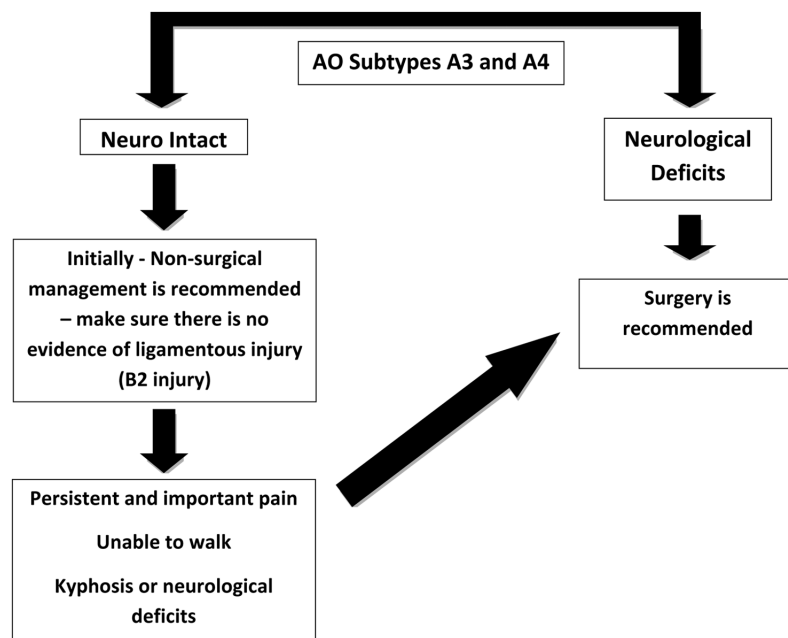 AO Subtypes A3 and A4
Neuro Intact
Initially - Non-surgical
management is recommended
– make sure there is no
evidence of ligamentous injury
(B2 injury)
Persistent and important pain
Unable to walk
Kyphosis or neurological
deficits
Neurological
Deficits
Surgery is
recommended